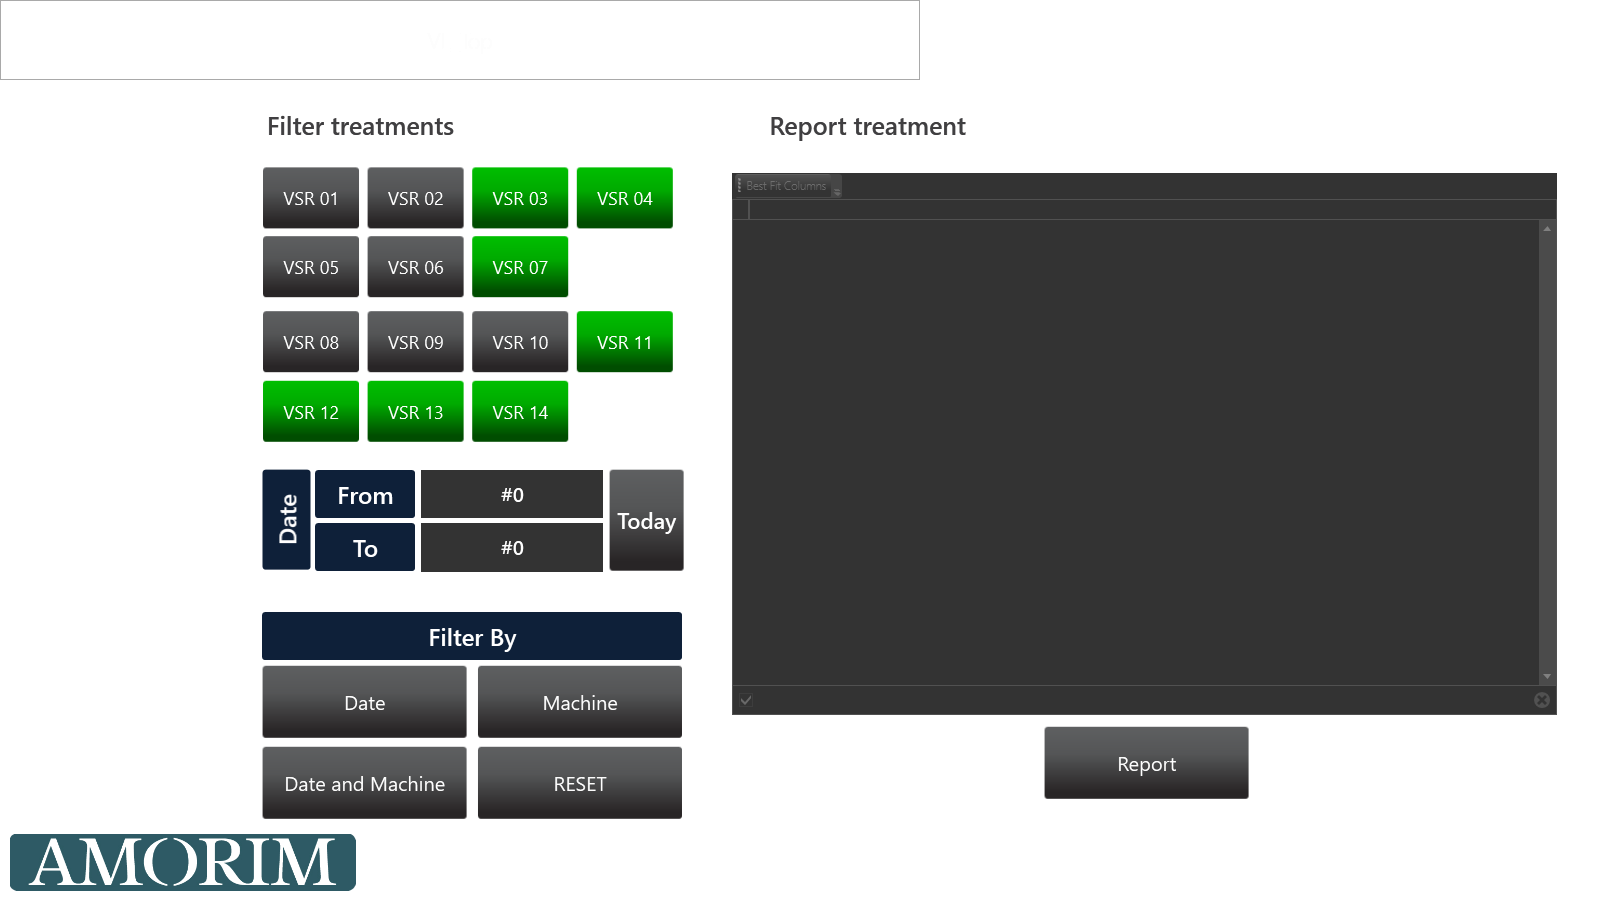 Filter treatments
Report treatment
VSR 01
VSR 02
VSR 03
VSR 04
VSR 05
VSR 06
VSR 07
VSR 08
VSR 09
VSR 10
VSR 11
VSR 12
VSR 13
VSR 14
Date
From
#0
To
#0
Today
Filter By
Date
Machine
Date and Machine
RESET
Best Fit Columns
Report
AMORIM